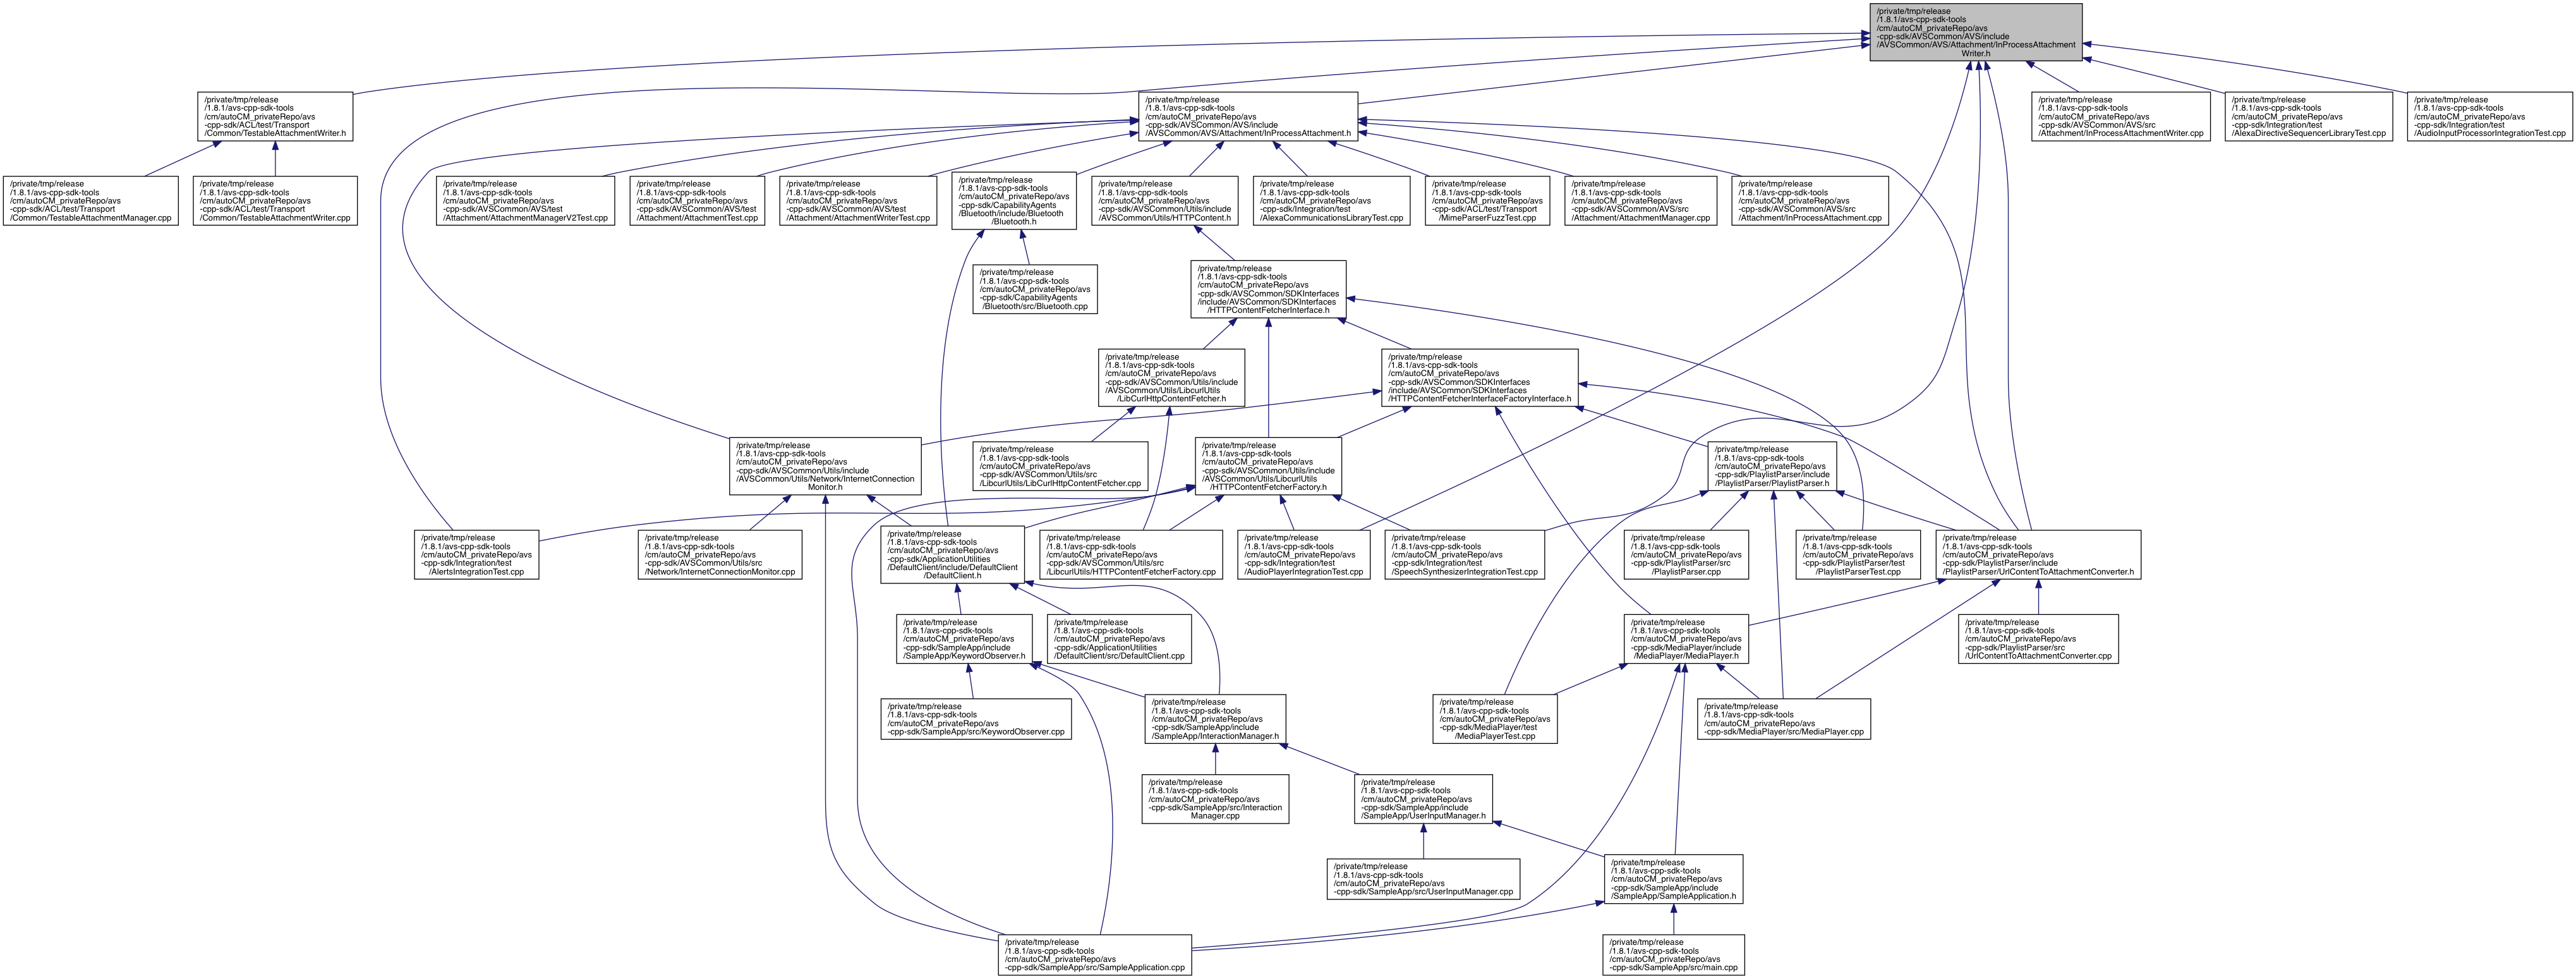 /private/tmp/release
/1.8.1/avs-cpp-sdk-tools
/cm/autoCM_privateRepo/avs
-cpp-sdk/AVSCommon/AVS/include
/AVSCommon/AVS/Attachment/InProcessAttachment
Writer.h
/private/tmp/release
/1.8.1/avs-cpp-sdk-tools
/cm/autoCM_privateRepo/avs
-cpp-sdk/ACL/test/Transport
/Common/TestableAttachmentWriter.h
/private/tmp/release
/1.8.1/avs-cpp-sdk-tools
/cm/autoCM_privateRepo/avs
-cpp-sdk/AVSCommon/AVS/include
/AVSCommon/AVS/Attachment/InProcessAttachment.h
/private/tmp/release
/1.8.1/avs-cpp-sdk-tools
/cm/autoCM_privateRepo/avs
-cpp-sdk/AVSCommon/AVS/src
/Attachment/InProcessAttachmentWriter.cpp
/private/tmp/release
/1.8.1/avs-cpp-sdk-tools
/cm/autoCM_privateRepo/avs
-cpp-sdk/Integration/test
/AlexaDirectiveSequencerLibraryTest.cpp
/private/tmp/release
/1.8.1/avs-cpp-sdk-tools
/cm/autoCM_privateRepo/avs
-cpp-sdk/Integration/test
/AudioInputProcessorIntegrationTest.cpp
/private/tmp/release
/1.8.1/avs-cpp-sdk-tools
/cm/autoCM_privateRepo/avs
-cpp-sdk/ACL/test/Transport
/Common/TestableAttachmentManager.cpp
/private/tmp/release
/1.8.1/avs-cpp-sdk-tools
/cm/autoCM_privateRepo/avs
-cpp-sdk/ACL/test/Transport
/Common/TestableAttachmentWriter.cpp
/private/tmp/release
/1.8.1/avs-cpp-sdk-tools
/cm/autoCM_privateRepo/avs
-cpp-sdk/AVSCommon/AVS/test
/Attachment/AttachmentManagerV2Test.cpp
/private/tmp/release
/1.8.1/avs-cpp-sdk-tools
/cm/autoCM_privateRepo/avs
-cpp-sdk/AVSCommon/AVS/test
/Attachment/AttachmentTest.cpp
/private/tmp/release
/1.8.1/avs-cpp-sdk-tools
/cm/autoCM_privateRepo/avs
-cpp-sdk/AVSCommon/AVS/test
/Attachment/AttachmentWriterTest.cpp
/private/tmp/release
/1.8.1/avs-cpp-sdk-tools
/cm/autoCM_privateRepo/avs
-cpp-sdk/CapabilityAgents
/Bluetooth/include/Bluetooth
/Bluetooth.h
/private/tmp/release
/1.8.1/avs-cpp-sdk-tools
/cm/autoCM_privateRepo/avs
-cpp-sdk/AVSCommon/Utils/include
/AVSCommon/Utils/HTTPContent.h
/private/tmp/release
/1.8.1/avs-cpp-sdk-tools
/cm/autoCM_privateRepo/avs
-cpp-sdk/Integration/test
/AlexaCommunicationsLibraryTest.cpp
/private/tmp/release
/1.8.1/avs-cpp-sdk-tools
/cm/autoCM_privateRepo/avs
-cpp-sdk/ACL/test/Transport
/MimeParserFuzzTest.cpp
/private/tmp/release
/1.8.1/avs-cpp-sdk-tools
/cm/autoCM_privateRepo/avs
-cpp-sdk/AVSCommon/AVS/src
/Attachment/AttachmentManager.cpp
/private/tmp/release
/1.8.1/avs-cpp-sdk-tools
/cm/autoCM_privateRepo/avs
-cpp-sdk/AVSCommon/AVS/src
/Attachment/InProcessAttachment.cpp
/private/tmp/release
/1.8.1/avs-cpp-sdk-tools
/cm/autoCM_privateRepo/avs
-cpp-sdk/CapabilityAgents
/Bluetooth/src/Bluetooth.cpp
/private/tmp/release
/1.8.1/avs-cpp-sdk-tools
/cm/autoCM_privateRepo/avs
-cpp-sdk/AVSCommon/SDKInterfaces
/include/AVSCommon/SDKInterfaces
/HTTPContentFetcherInterface.h
/private/tmp/release
/1.8.1/avs-cpp-sdk-tools
/cm/autoCM_privateRepo/avs
-cpp-sdk/AVSCommon/Utils/include
/AVSCommon/Utils/LibcurlUtils
/LibCurlHttpContentFetcher.h
/private/tmp/release
/1.8.1/avs-cpp-sdk-tools
/cm/autoCM_privateRepo/avs
-cpp-sdk/AVSCommon/SDKInterfaces
/include/AVSCommon/SDKInterfaces
/HTTPContentFetcherInterfaceFactoryInterface.h
/private/tmp/release
/1.8.1/avs-cpp-sdk-tools
/cm/autoCM_privateRepo/avs
-cpp-sdk/AVSCommon/Utils/include
/AVSCommon/Utils/Network/InternetConnection
Monitor.h
/private/tmp/release
/1.8.1/avs-cpp-sdk-tools
/cm/autoCM_privateRepo/avs
-cpp-sdk/AVSCommon/Utils/src
/LibcurlUtils/LibCurlHttpContentFetcher.cpp
/private/tmp/release
/1.8.1/avs-cpp-sdk-tools
/cm/autoCM_privateRepo/avs
-cpp-sdk/AVSCommon/Utils/include
/AVSCommon/Utils/LibcurlUtils
/HTTPContentFetcherFactory.h
/private/tmp/release
/1.8.1/avs-cpp-sdk-tools
/cm/autoCM_privateRepo/avs
-cpp-sdk/PlaylistParser/include
/PlaylistParser/PlaylistParser.h
/private/tmp/release
/1.8.1/avs-cpp-sdk-tools
/cm/autoCM_privateRepo/avs
-cpp-sdk/Integration/test
/AlertsIntegrationTest.cpp
/private/tmp/release
/1.8.1/avs-cpp-sdk-tools
/cm/autoCM_privateRepo/avs
-cpp-sdk/AVSCommon/Utils/src
/Network/InternetConnectionMonitor.cpp
/private/tmp/release
/1.8.1/avs-cpp-sdk-tools
/cm/autoCM_privateRepo/avs
-cpp-sdk/ApplicationUtilities
/DefaultClient/include/DefaultClient
/DefaultClient.h
/private/tmp/release
/1.8.1/avs-cpp-sdk-tools
/cm/autoCM_privateRepo/avs
-cpp-sdk/AVSCommon/Utils/src
/LibcurlUtils/HTTPContentFetcherFactory.cpp
/private/tmp/release
/1.8.1/avs-cpp-sdk-tools
/cm/autoCM_privateRepo/avs
-cpp-sdk/Integration/test
/AudioPlayerIntegrationTest.cpp
/private/tmp/release
/1.8.1/avs-cpp-sdk-tools
/cm/autoCM_privateRepo/avs
-cpp-sdk/Integration/test
/SpeechSynthesizerIntegrationTest.cpp
/private/tmp/release
/1.8.1/avs-cpp-sdk-tools
/cm/autoCM_privateRepo/avs
-cpp-sdk/PlaylistParser/src
/PlaylistParser.cpp
/private/tmp/release
/1.8.1/avs-cpp-sdk-tools
/cm/autoCM_privateRepo/avs
-cpp-sdk/PlaylistParser/test
/PlaylistParserTest.cpp
/private/tmp/release
/1.8.1/avs-cpp-sdk-tools
/cm/autoCM_privateRepo/avs
-cpp-sdk/PlaylistParser/include
/PlaylistParser/UrlContentToAttachmentConverter.h
/private/tmp/release
/1.8.1/avs-cpp-sdk-tools
/cm/autoCM_privateRepo/avs
-cpp-sdk/SampleApp/include
/SampleApp/KeywordObserver.h
/private/tmp/release
/1.8.1/avs-cpp-sdk-tools
/cm/autoCM_privateRepo/avs
-cpp-sdk/ApplicationUtilities
/DefaultClient/src/DefaultClient.cpp
/private/tmp/release
/1.8.1/avs-cpp-sdk-tools
/cm/autoCM_privateRepo/avs
-cpp-sdk/MediaPlayer/include
/MediaPlayer/MediaPlayer.h
/private/tmp/release
/1.8.1/avs-cpp-sdk-tools
/cm/autoCM_privateRepo/avs
-cpp-sdk/PlaylistParser/src
/UrlContentToAttachmentConverter.cpp
/private/tmp/release
/1.8.1/avs-cpp-sdk-tools
/cm/autoCM_privateRepo/avs
-cpp-sdk/SampleApp/src/KeywordObserver.cpp
/private/tmp/release
/1.8.1/avs-cpp-sdk-tools
/cm/autoCM_privateRepo/avs
-cpp-sdk/SampleApp/include
/SampleApp/InteractionManager.h
/private/tmp/release
/1.8.1/avs-cpp-sdk-tools
/cm/autoCM_privateRepo/avs
-cpp-sdk/MediaPlayer/test
/MediaPlayerTest.cpp
/private/tmp/release
/1.8.1/avs-cpp-sdk-tools
/cm/autoCM_privateRepo/avs
-cpp-sdk/MediaPlayer/src/MediaPlayer.cpp
/private/tmp/release
/1.8.1/avs-cpp-sdk-tools
/cm/autoCM_privateRepo/avs
-cpp-sdk/SampleApp/src/Interaction
Manager.cpp
/private/tmp/release
/1.8.1/avs-cpp-sdk-tools
/cm/autoCM_privateRepo/avs
-cpp-sdk/SampleApp/include
/SampleApp/UserInputManager.h
/private/tmp/release
/1.8.1/avs-cpp-sdk-tools
/cm/autoCM_privateRepo/avs
-cpp-sdk/SampleApp/src/UserInputManager.cpp
/private/tmp/release
/1.8.1/avs-cpp-sdk-tools
/cm/autoCM_privateRepo/avs
-cpp-sdk/SampleApp/include
/SampleApp/SampleApplication.h
/private/tmp/release
/1.8.1/avs-cpp-sdk-tools
/cm/autoCM_privateRepo/avs
-cpp-sdk/SampleApp/src/SampleApplication.cpp
/private/tmp/release
/1.8.1/avs-cpp-sdk-tools
/cm/autoCM_privateRepo/avs
-cpp-sdk/SampleApp/src/main.cpp